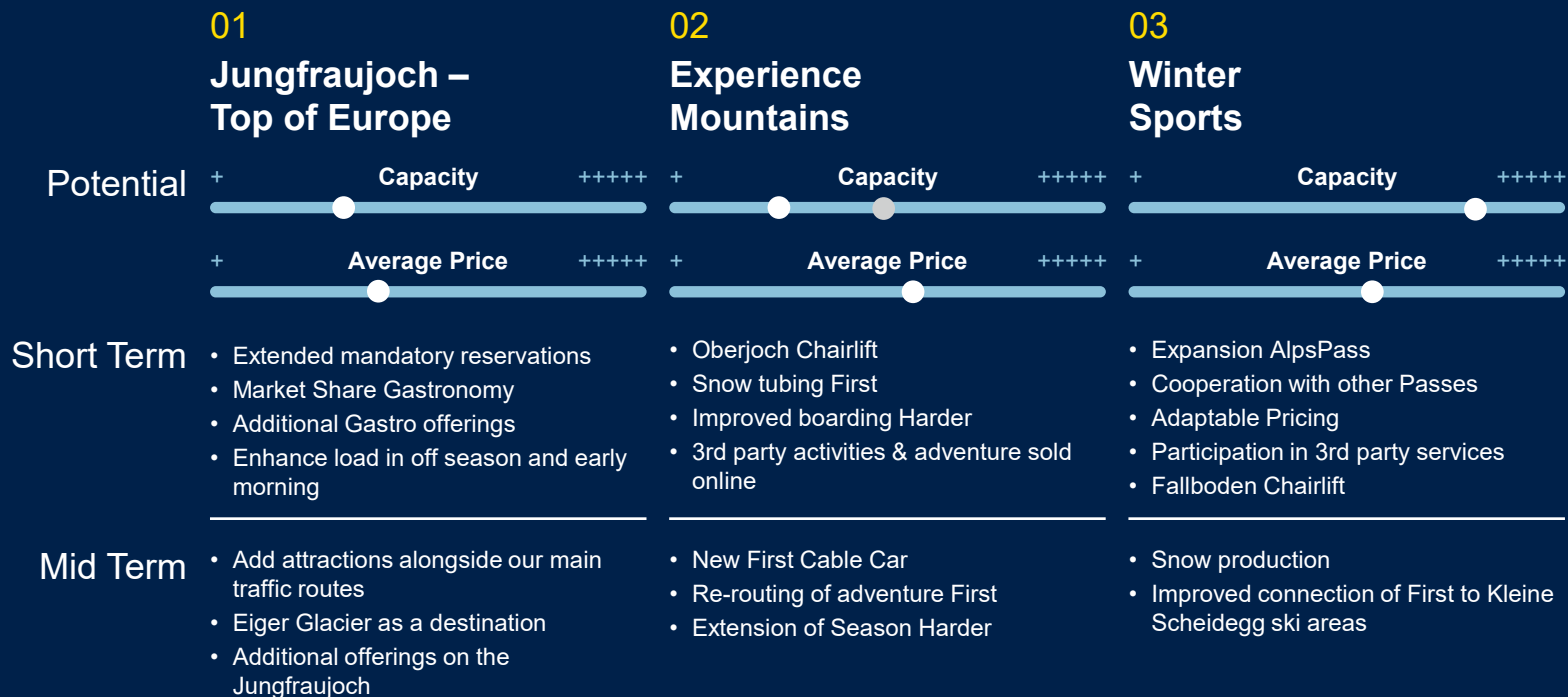 01
Jungfraujoch –
Top of Europe
02
Experience
Mountains
03
Winter
Sports
Potential
+ Capacity +++++
+ Capacity +++++
+ Capacity +++++
+ Average Price +++++
+ Average Price +++++
+ Average Price +++++
Short Term
• Extended mandatory reservations
• Market Share Gastronomy
• Additional Gastro offerings
• Enhance load in off season and early
morning
• Oberjoch Chairlift
• Snow tubing First
• Improved boarding Harder
• 3rd party activities & adventure sold
online
• Expansion AlpsPass
• Cooperation with other Passes
• Adaptable Pricing
• Participation in 3rd party services
• Fallboden Chairlift
Mid Term
• Add attractions alongside our main
traffic routes
• Eiger Glacier as a destination
• Additional offerings on the
Jungfraujoch
• New First Cable Car
• Re-routing of adventure First
• Extension of Season Harder
• Snow production
• Improved connection of First to Kleine
Scheidegg ski areas